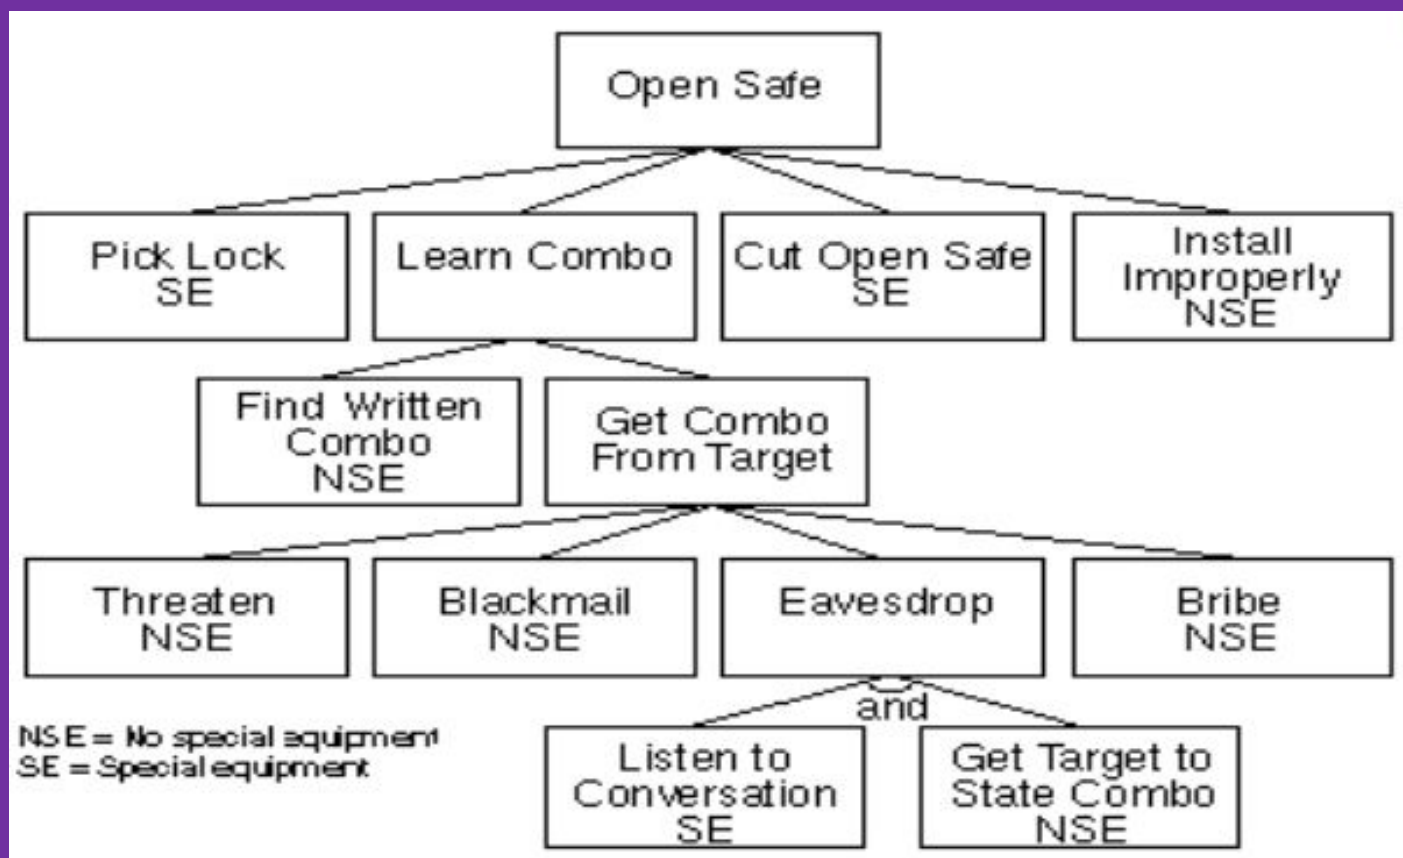 Open Safe
Pick Lock
SE
Learn Combo
Cut Open Safe
SE
Install
Improperly
NSE
Find Written
Combo
NSE
Get Combo
From Target
Threaten
NSE
Blackmail
NSE
Eavesdrop
Bribe
NSE
and
NSE = No special equipment
SE = Special equipment
Listen to
Conversation
SE
Get Target to
State Combo
NSE